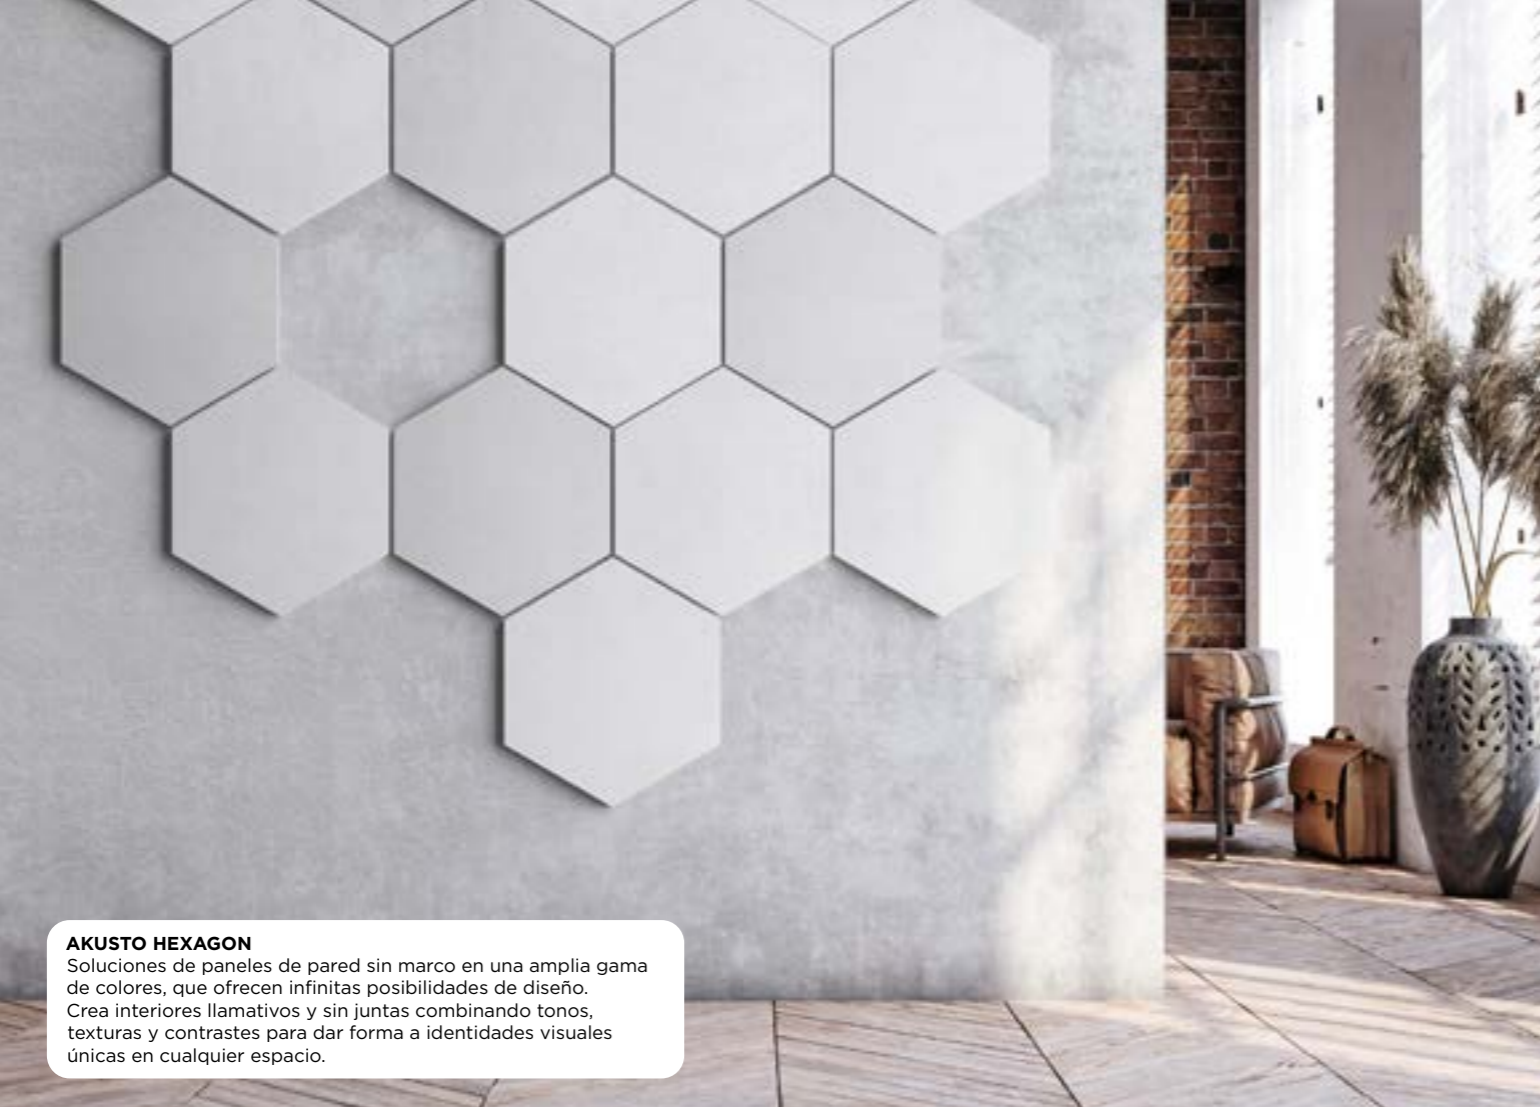 AKUSTO HEXAGON
Soluciones de paneles de pared sin marco en una amplia gama
de colores, que ofrecen infinitas posibilidades de diseño.
Crea interiores llamativos y sin juntas combinando tonos,
texturas y contrastes para dar forma a identidades visuales
únicas en cualquier espacio.